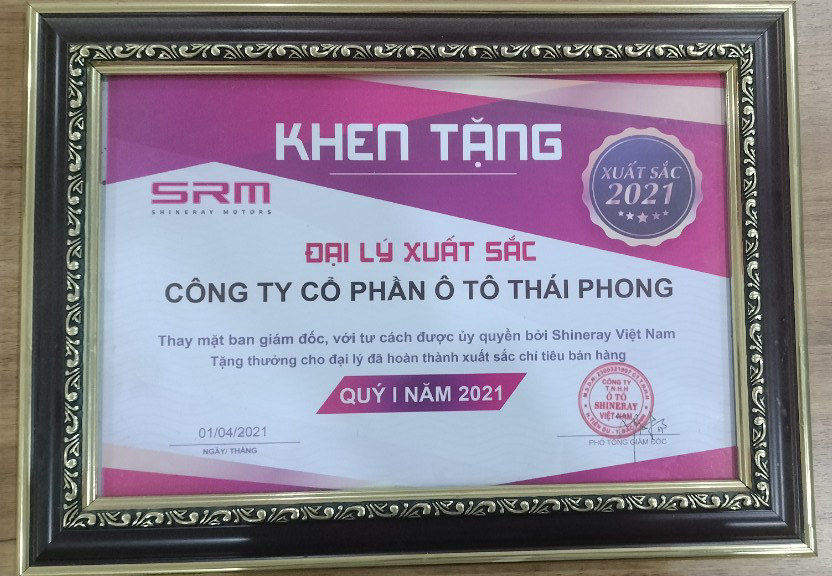 KHEN TẶNG
XUẤT SẮC
2021
SRM
SHINERAY MOTORS
ĐẠI LÝ XUẤT SẮC
CÔNG TY CỔ PHẦN Ô TÔ THÁI PHONG
Thay mặt ban giám đốc, với tư cách được ủy quyền bởi Shineray Việt Nam
Tặng thưởng cho đại lý đã hoàn thành xuất sắc chỉ tiêu bán hàng
QUÝ I NĂM 2021
CÔNG TY
T.N.H.H
Ô TÔ
SHINERAY
VIỆT NAM
01/04/2021
NGÀY/ THÁNG
PHÓ TỔNG GIÁM ĐỐC